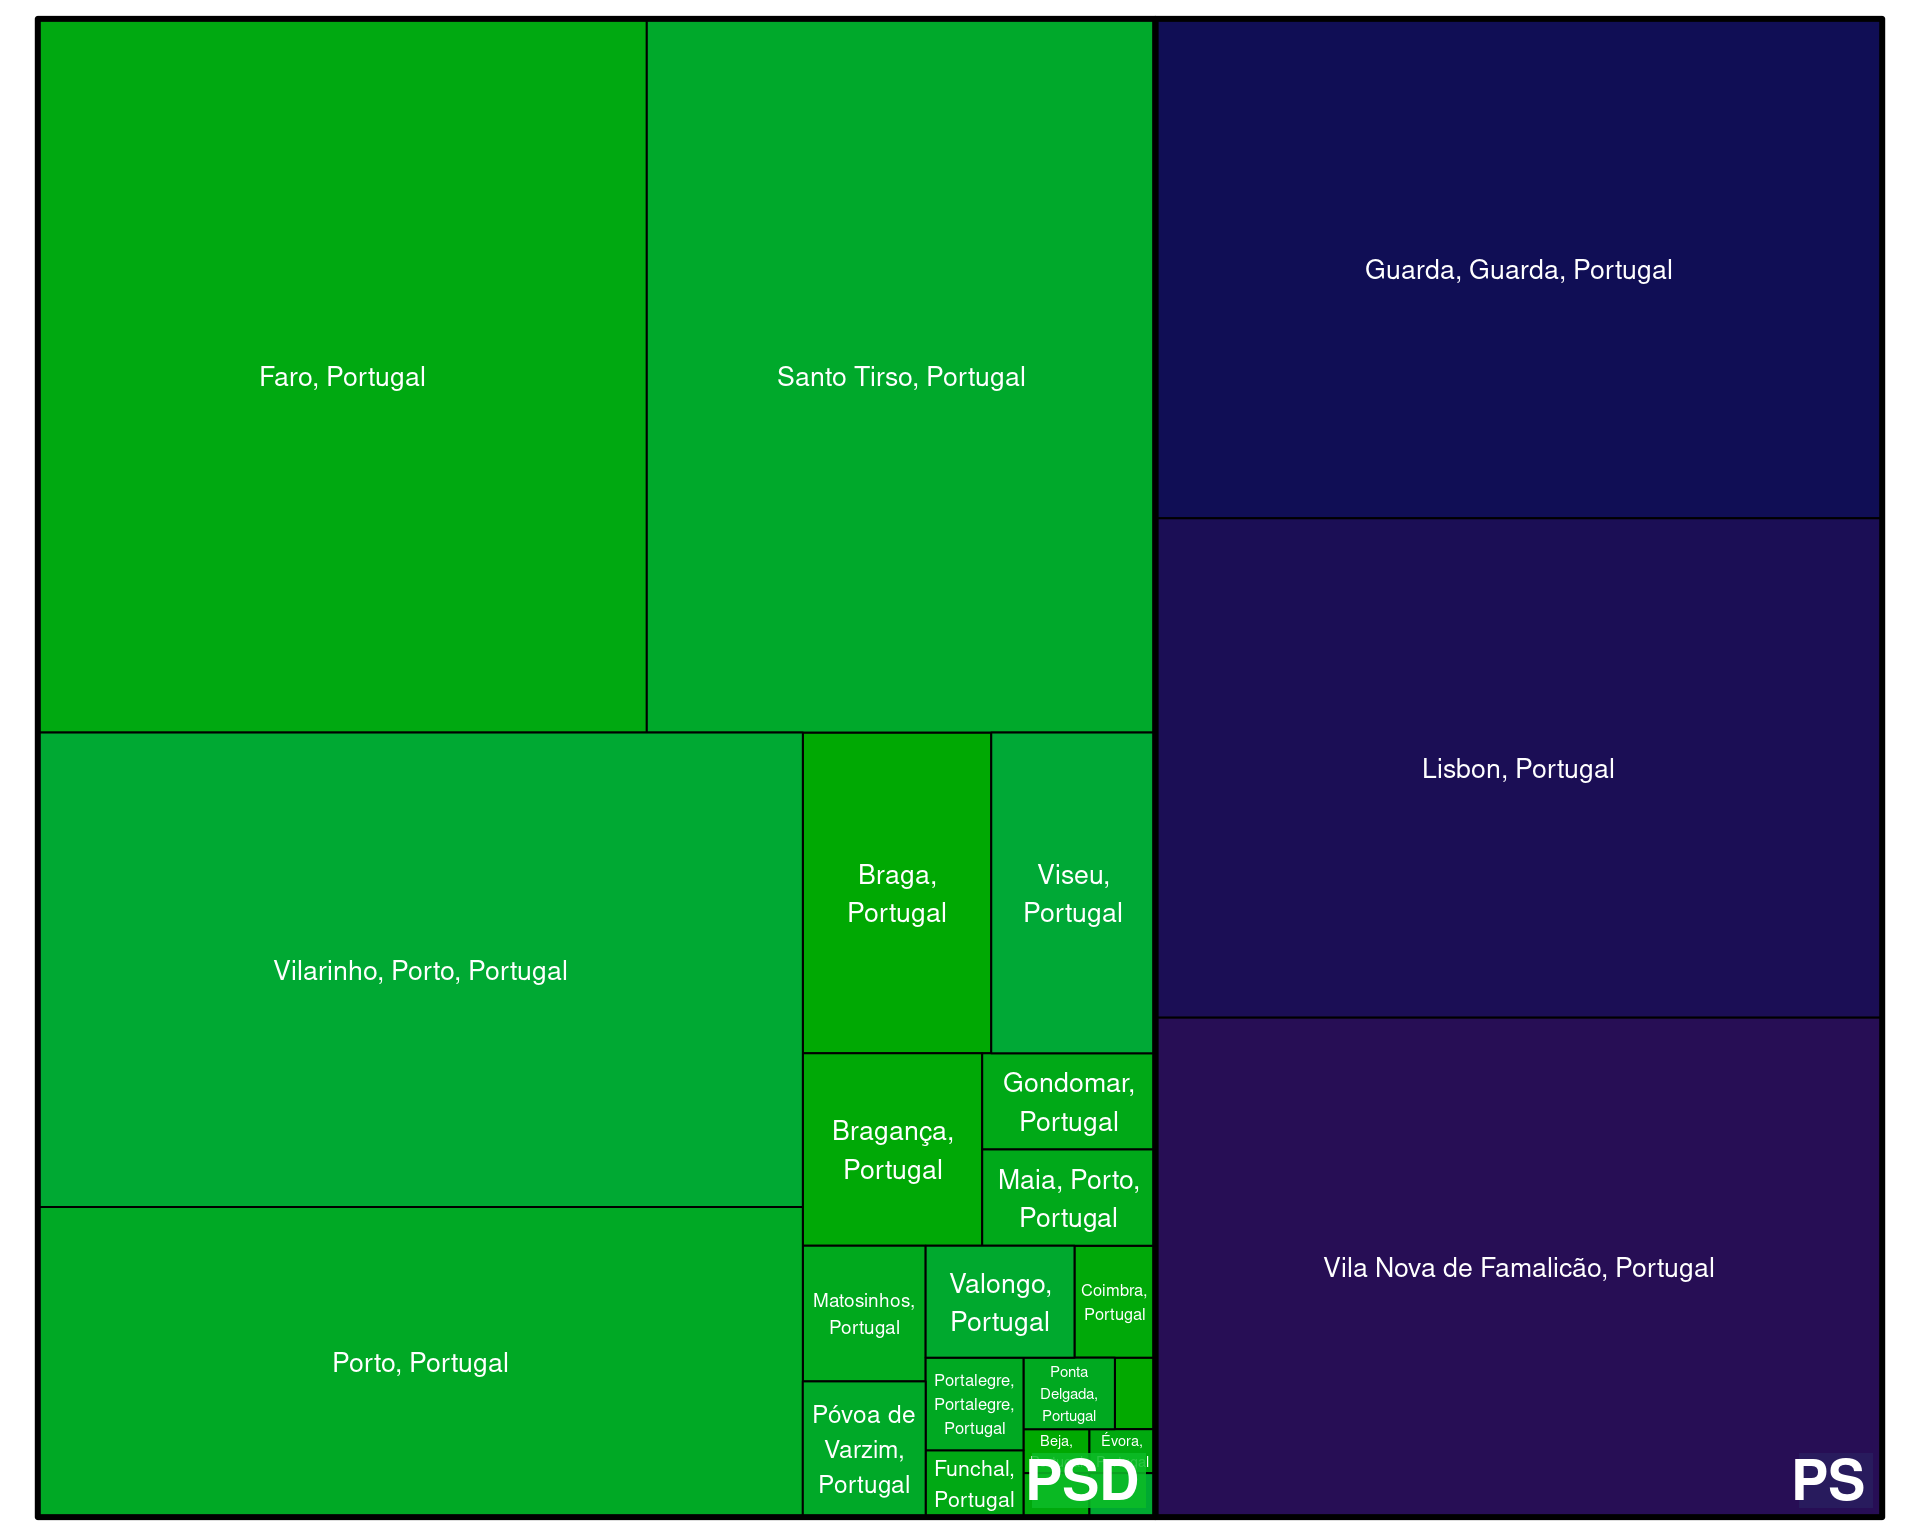 Faro, Portugal
Santo Tirso, Portugal
Guarda, Guarda, Portugal
Lisbon, Portugal
Vilarinho, Porto, Portugal
Braga,
Portugal
Viseu,
Portugal
Bragança,
Portugal
Gondomar,
Portugal
Maia, Porto,
Portugal
Vila Nova de Famalicão, Portugal
Porto, Portugal
Matosinhos,
Portugal
Valongo,
Portugal
Coimbra,
Portugal
Póvoa de
Varzim,
Portugal
Portalegre,
Portalegre,
Portugal
Ponta
Delgada,
Portugal
Funchal,
Portugal
Beja,
Évora,
PSD
PS